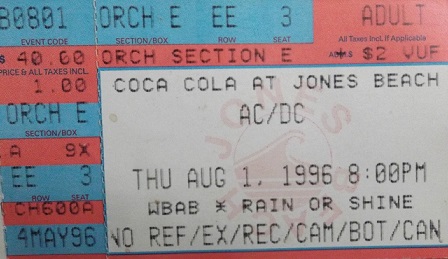 B0801 ORCH E EE 3 ADULT
EVENT CODE SECTION/BOX ROW SEAT All Taxes Incl. If Applicable
$ 40.00 ORCH SECTION E $2 VUF
PRICE & ALL TAXES INCL.
1.00 COCA COLA AT JONES BEACH
ORCH E AC/DC
SECTION/BOX
A 9X
EE 3 THU AUG 1, 1996 8:00PM
ROW SEAT
CH600A WBAB * RAIN OR SHINE
4MAY96 NO REF/EX/REC/CAM/BOT/CAN